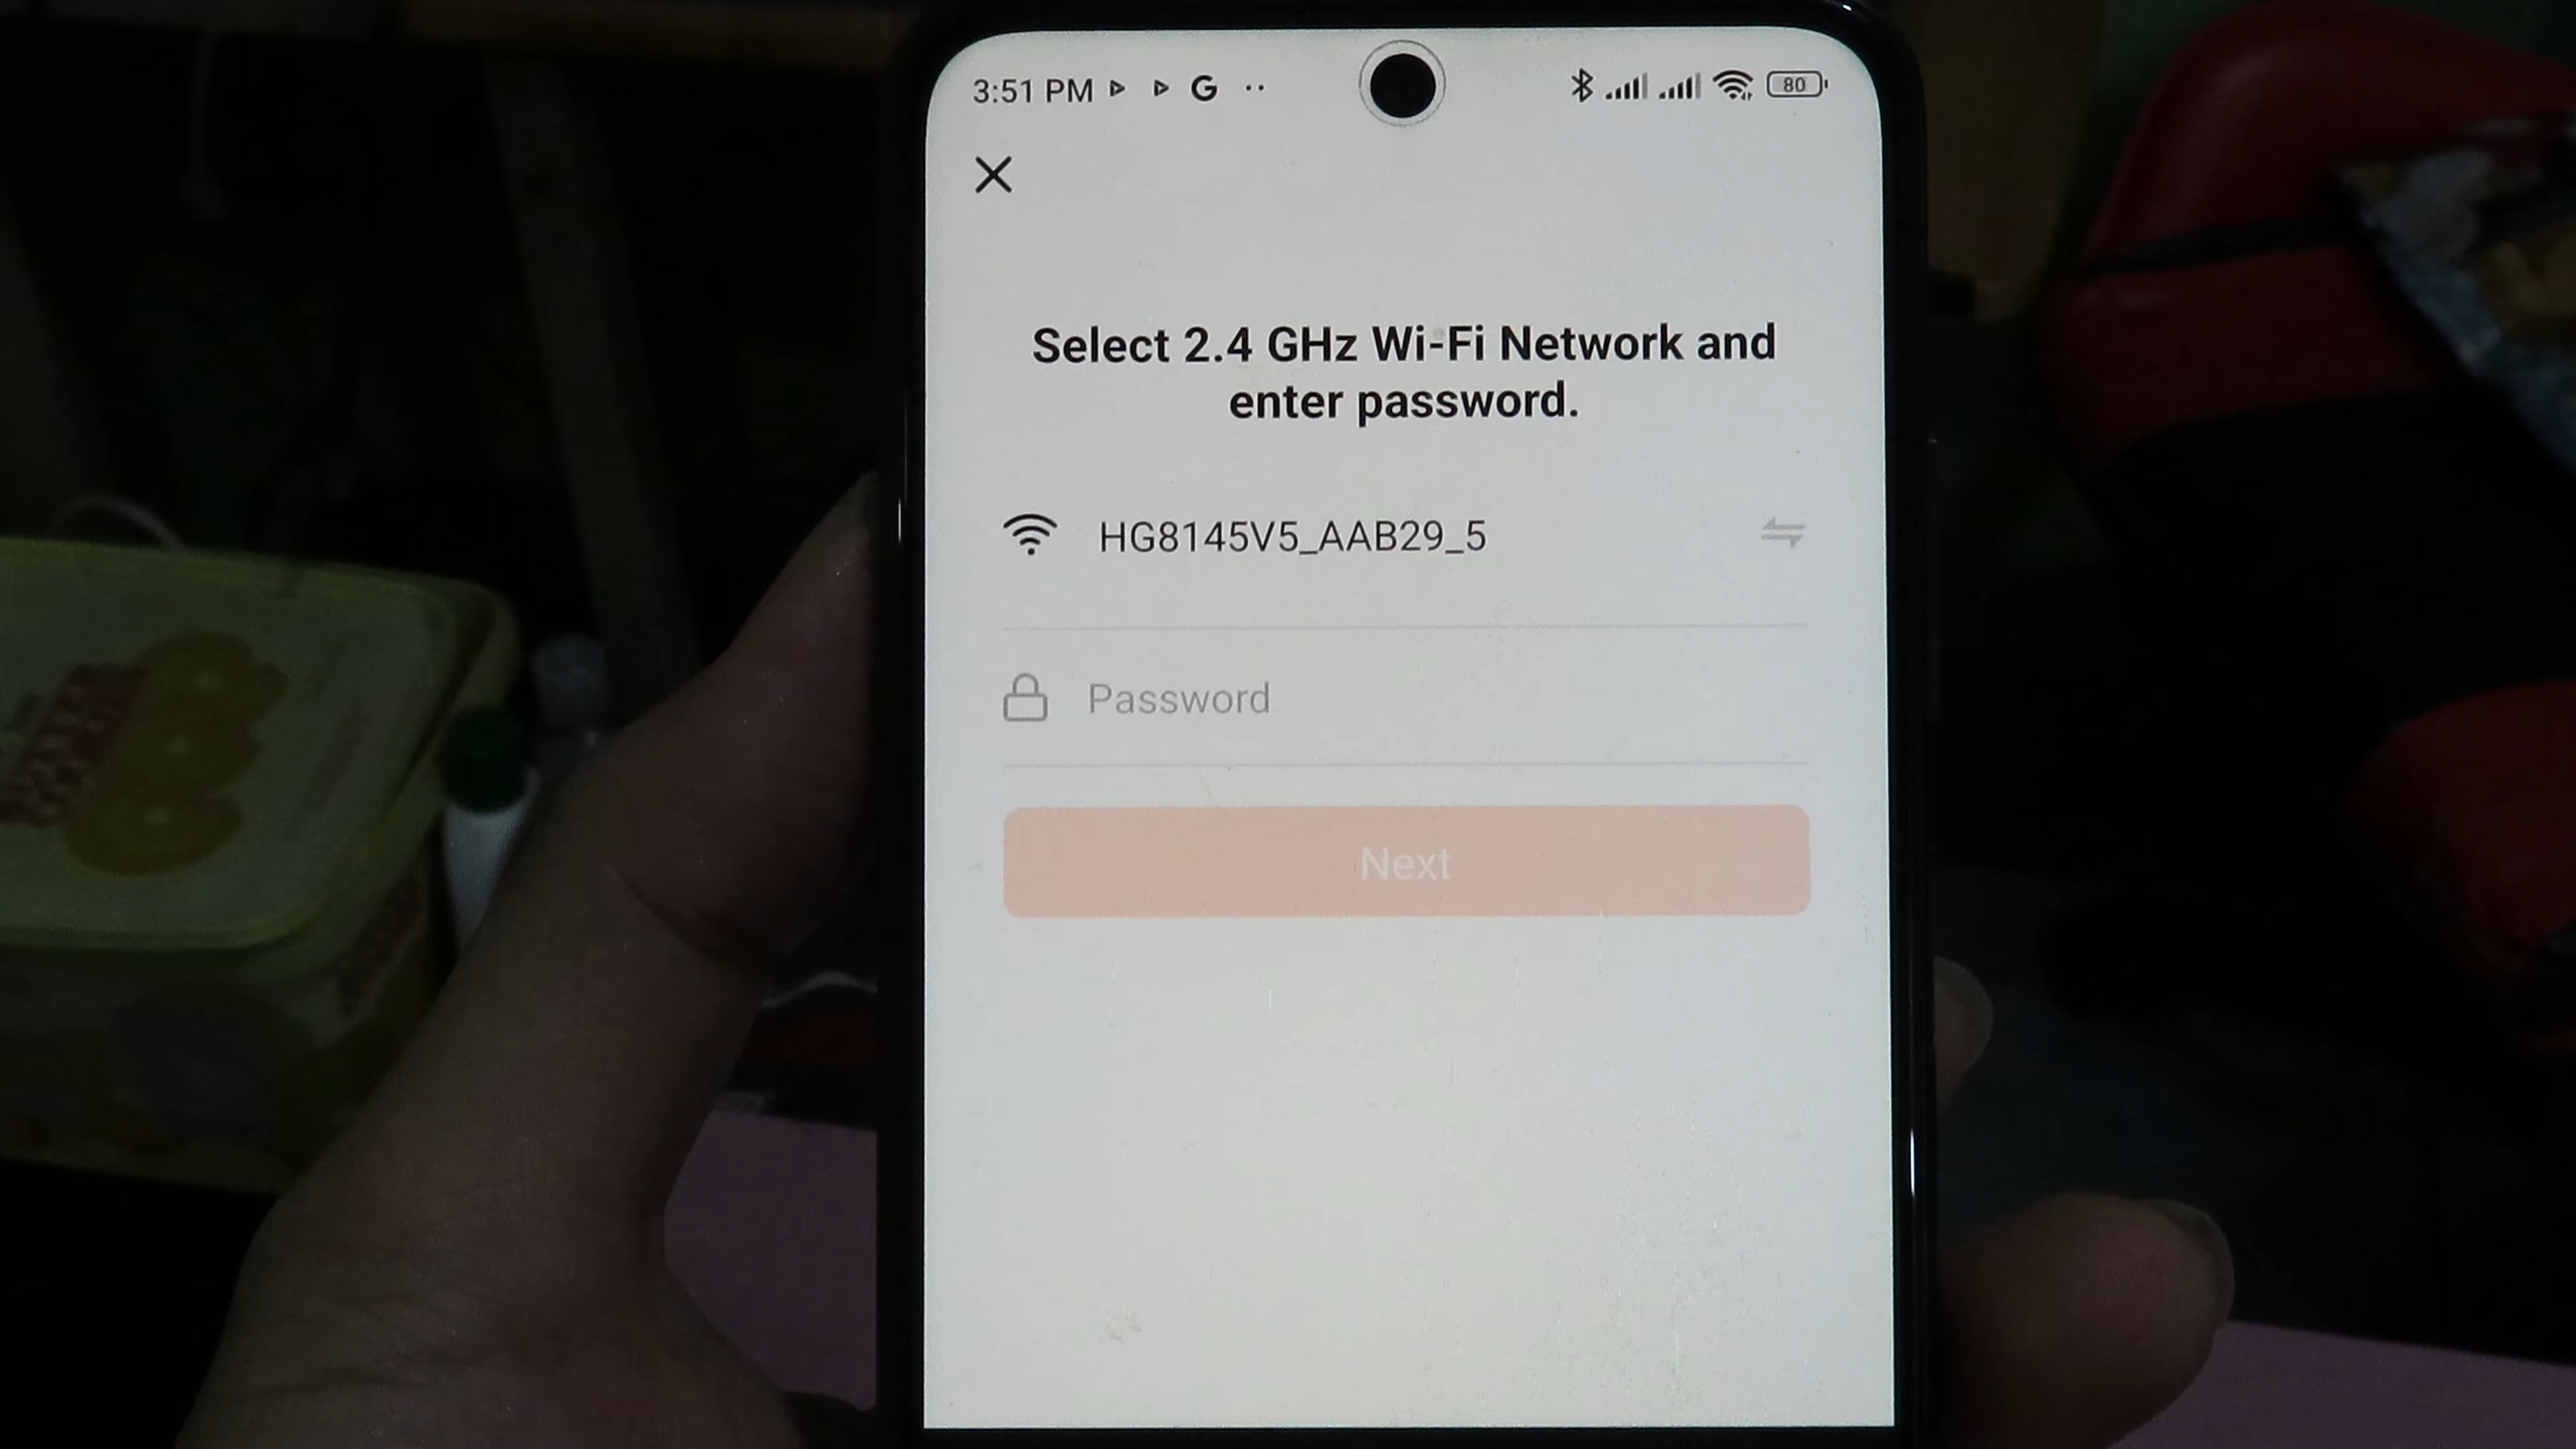 3:51 PM G
80
Select 2.4 GHz Wi-Fi Network and
enter password.
HG8145V5_AAB29_5
Password
Next